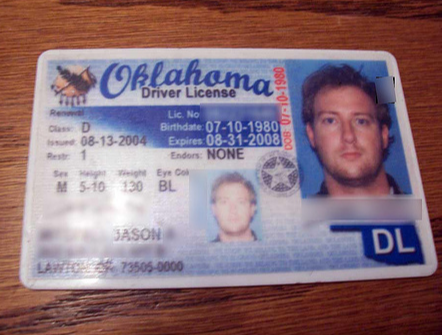 Oklahoma
Driver License
Renewal
Lic. No
Class: D
Birthdate: 07-10-1980
Issued: 08-13-2004
Expires: 08-31-2008
Restr: 1
Endors: NONE
DOB 07-10-1980
Sex Height Weight Eye Col
M 5-10 130 BL
JASON
LAWTON OK 73505-0000
DL